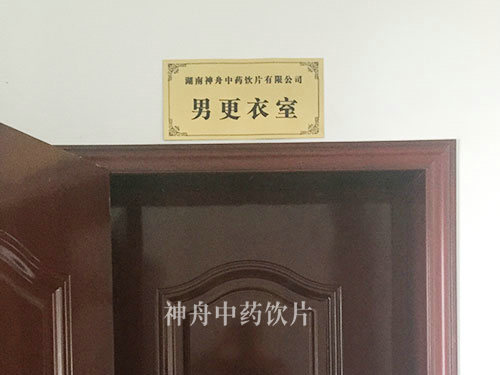 湖南神舟中药饮片有限公司
男更衣室
神舟中药饮片